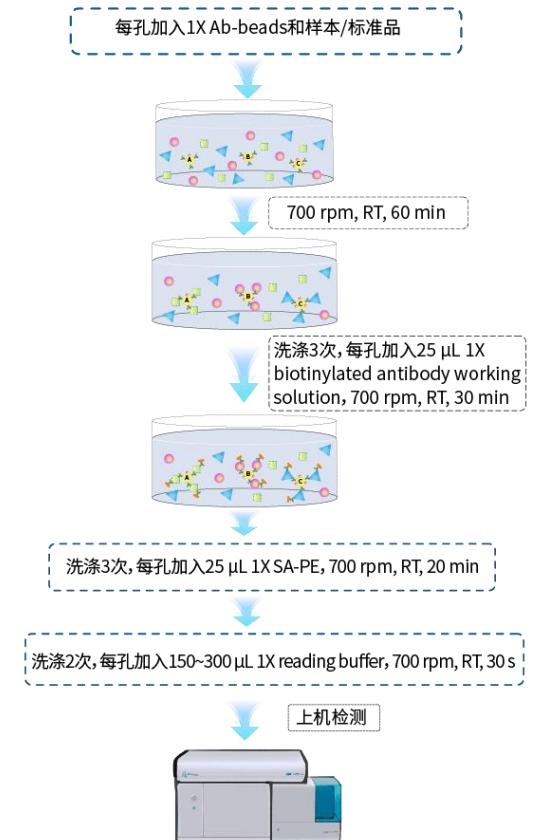 每孔加入1X Ab-beads和样本/标准品
A
B
C
700 rpm, RT, 60 min
A
B
C
洗涤3次，每孔加入25 μL 1X
biotinylated antibody working
solution，700 rpm, RT, 30 min
A
B
C
洗涤3次，每孔加入25 μL 1X SA-PE，700 rpm, RT, 20 min
洗涤2次，每孔加入150~300 μL 1X reading buffer，700 rpm, RT, 30 s
上机检测